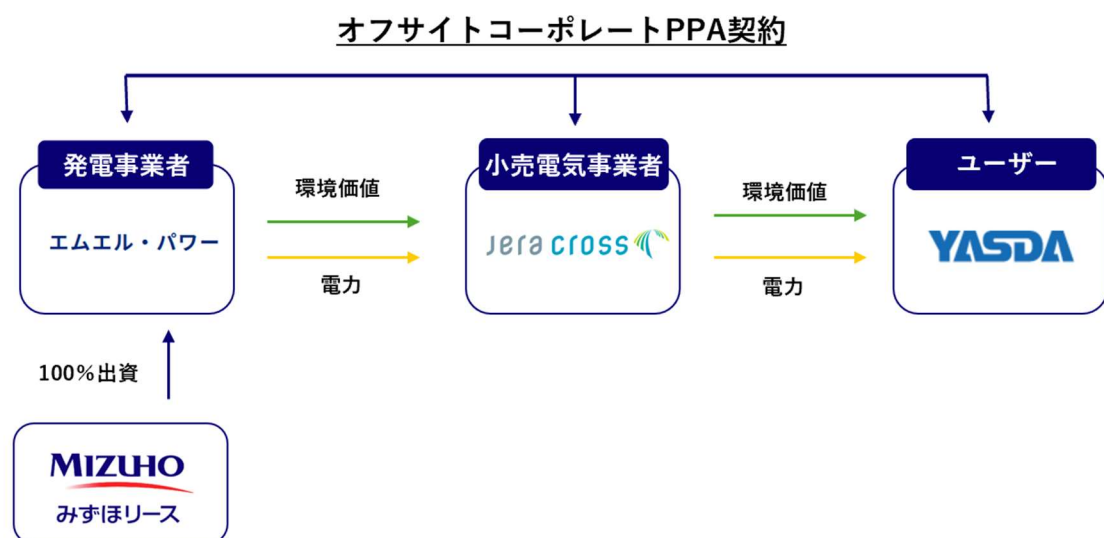 オフサイトコーポレートPPA契約
発電事業者
小売電気事業者
ユーザー
環境価値
環境価値
エムエル・パワー
Jera cross
YASDA
電力
電力
100%出資
MIZUHO
みずほリース